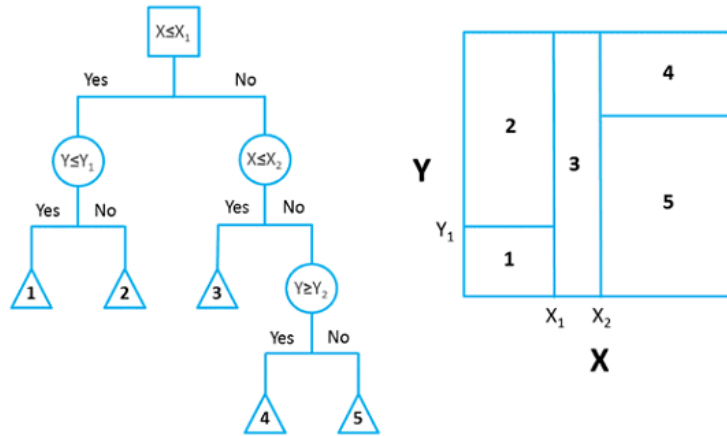 X≤X₁
Yes No
Y≤Y₁ X≤X₂
Yes No Yes No
1 2 3 Y≥Y₂
Yes No
4 5
4
2
3
Y
5
Y₁
1
X₁ X₂
X